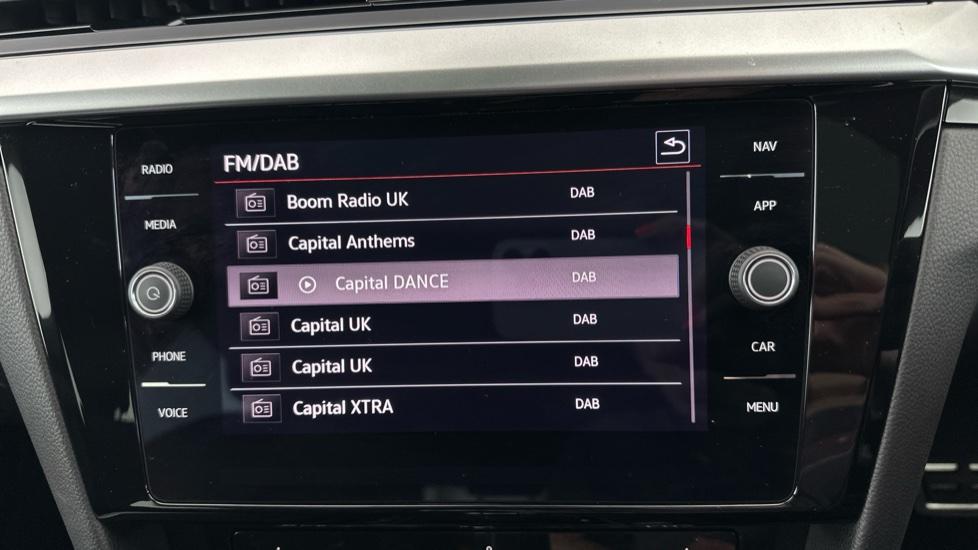 RADIO
MEDIA
PHONE
VOICE
FM/DAB
Boom Radio UK DAB
Capital Anthems DAB
Capital DANCE DAB
Capital UK DAB
Capital UK DAB
Capital XTRA DAB
NAV
APP
CAR
MENU